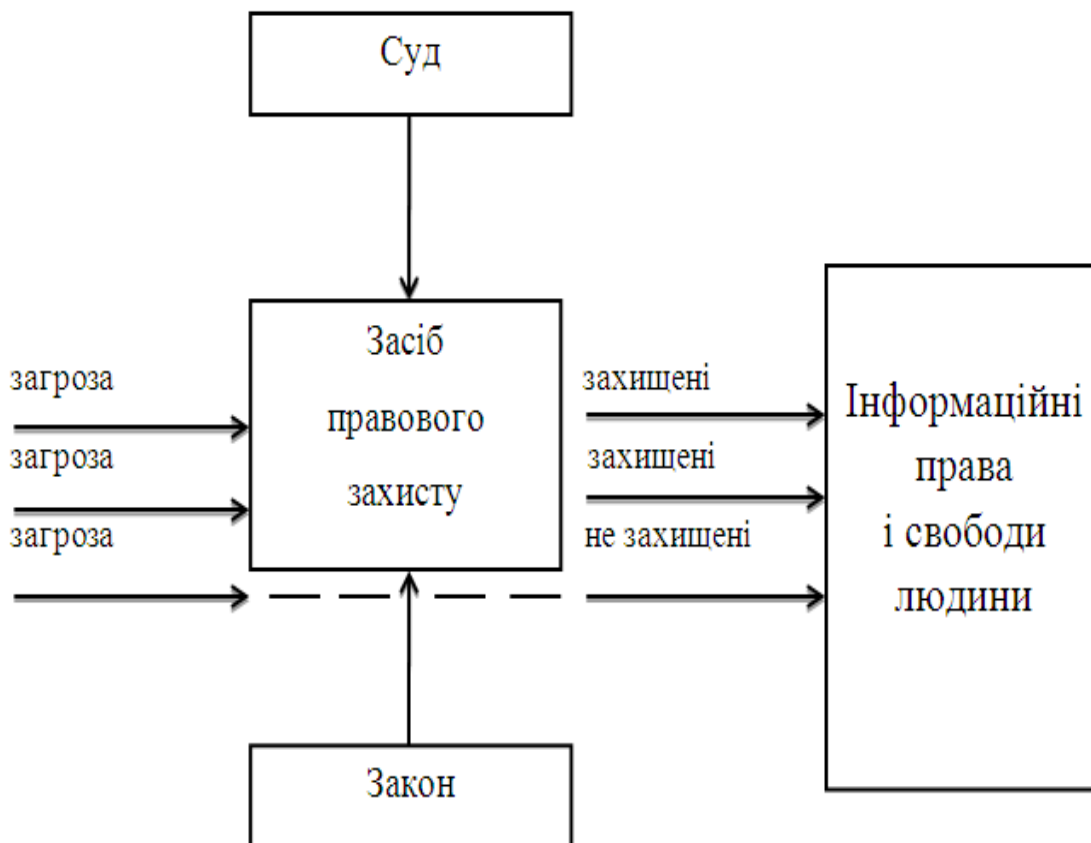 Суд
Засіб
правового
захисту
загроза
загроза
загроза
захищені
захищені
не захищені
Інформаційні
права
і свободи
людини
Закон